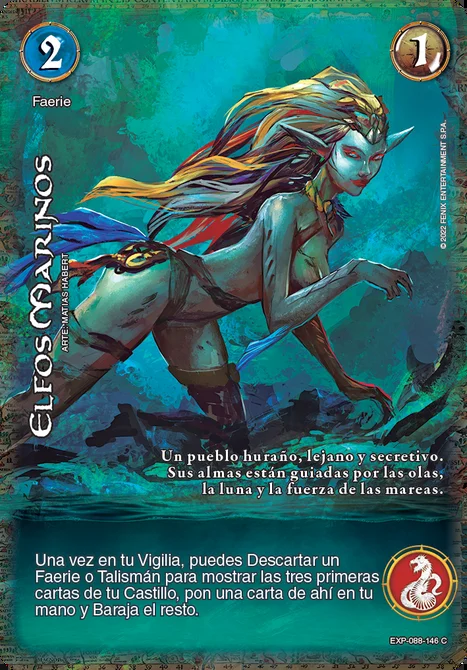 2
1
Faerie
ELFOS MARINOS
ARTE: MATIAS HABERT
© 2022 FENIX ENTERTAINMENT S.P.A.
Un pueblo huraño, lejano y secretivo.
Sus almas están guiadas por las olas,
la luna y la fuerza de las mareas.
Una vez en tu Vigilia, puedes Descartar un
Faerie o Talismán para mostrar las tres primeras
cartas de tu Castillo, pon una carta de ahí en tu
mano y Baraja el resto.
EXP-088-146 C